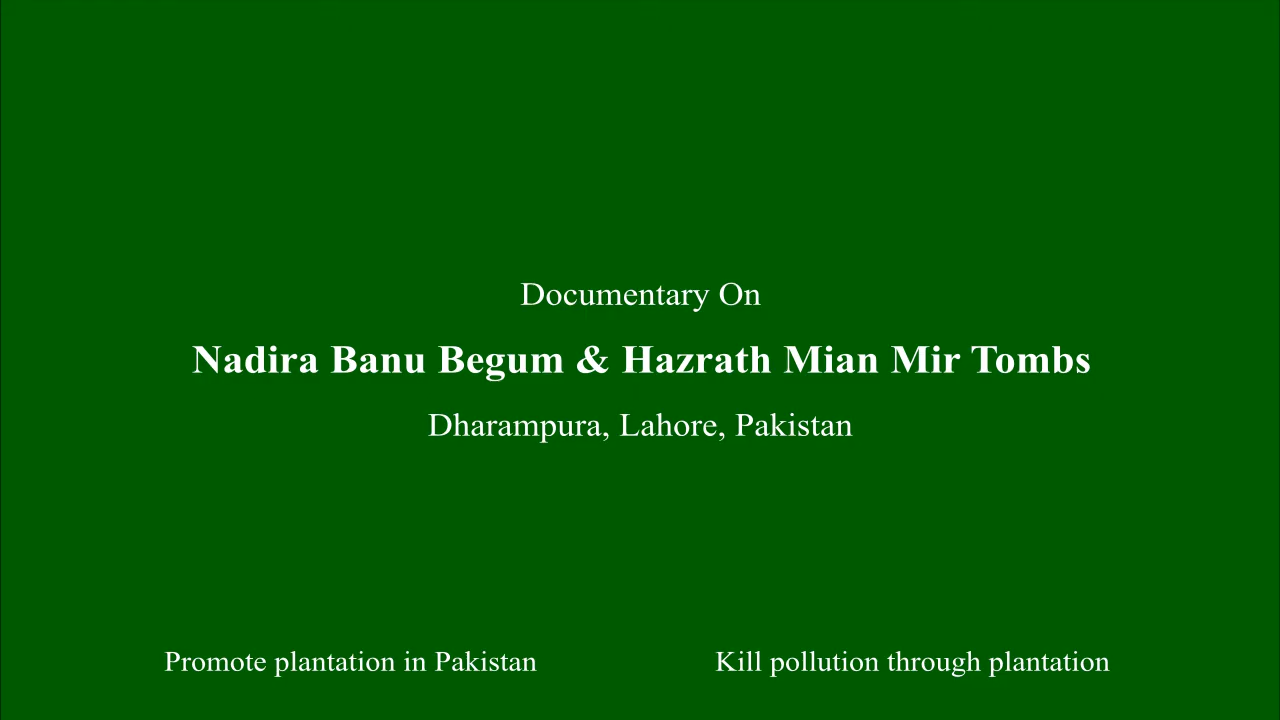 Documentary On
Nadira Banu Begum & Hazrath Mian Mir Tombs
Dharampura, Lahore, Pakistan
Promote plantation in Pakistan
Kill pollution through plantation